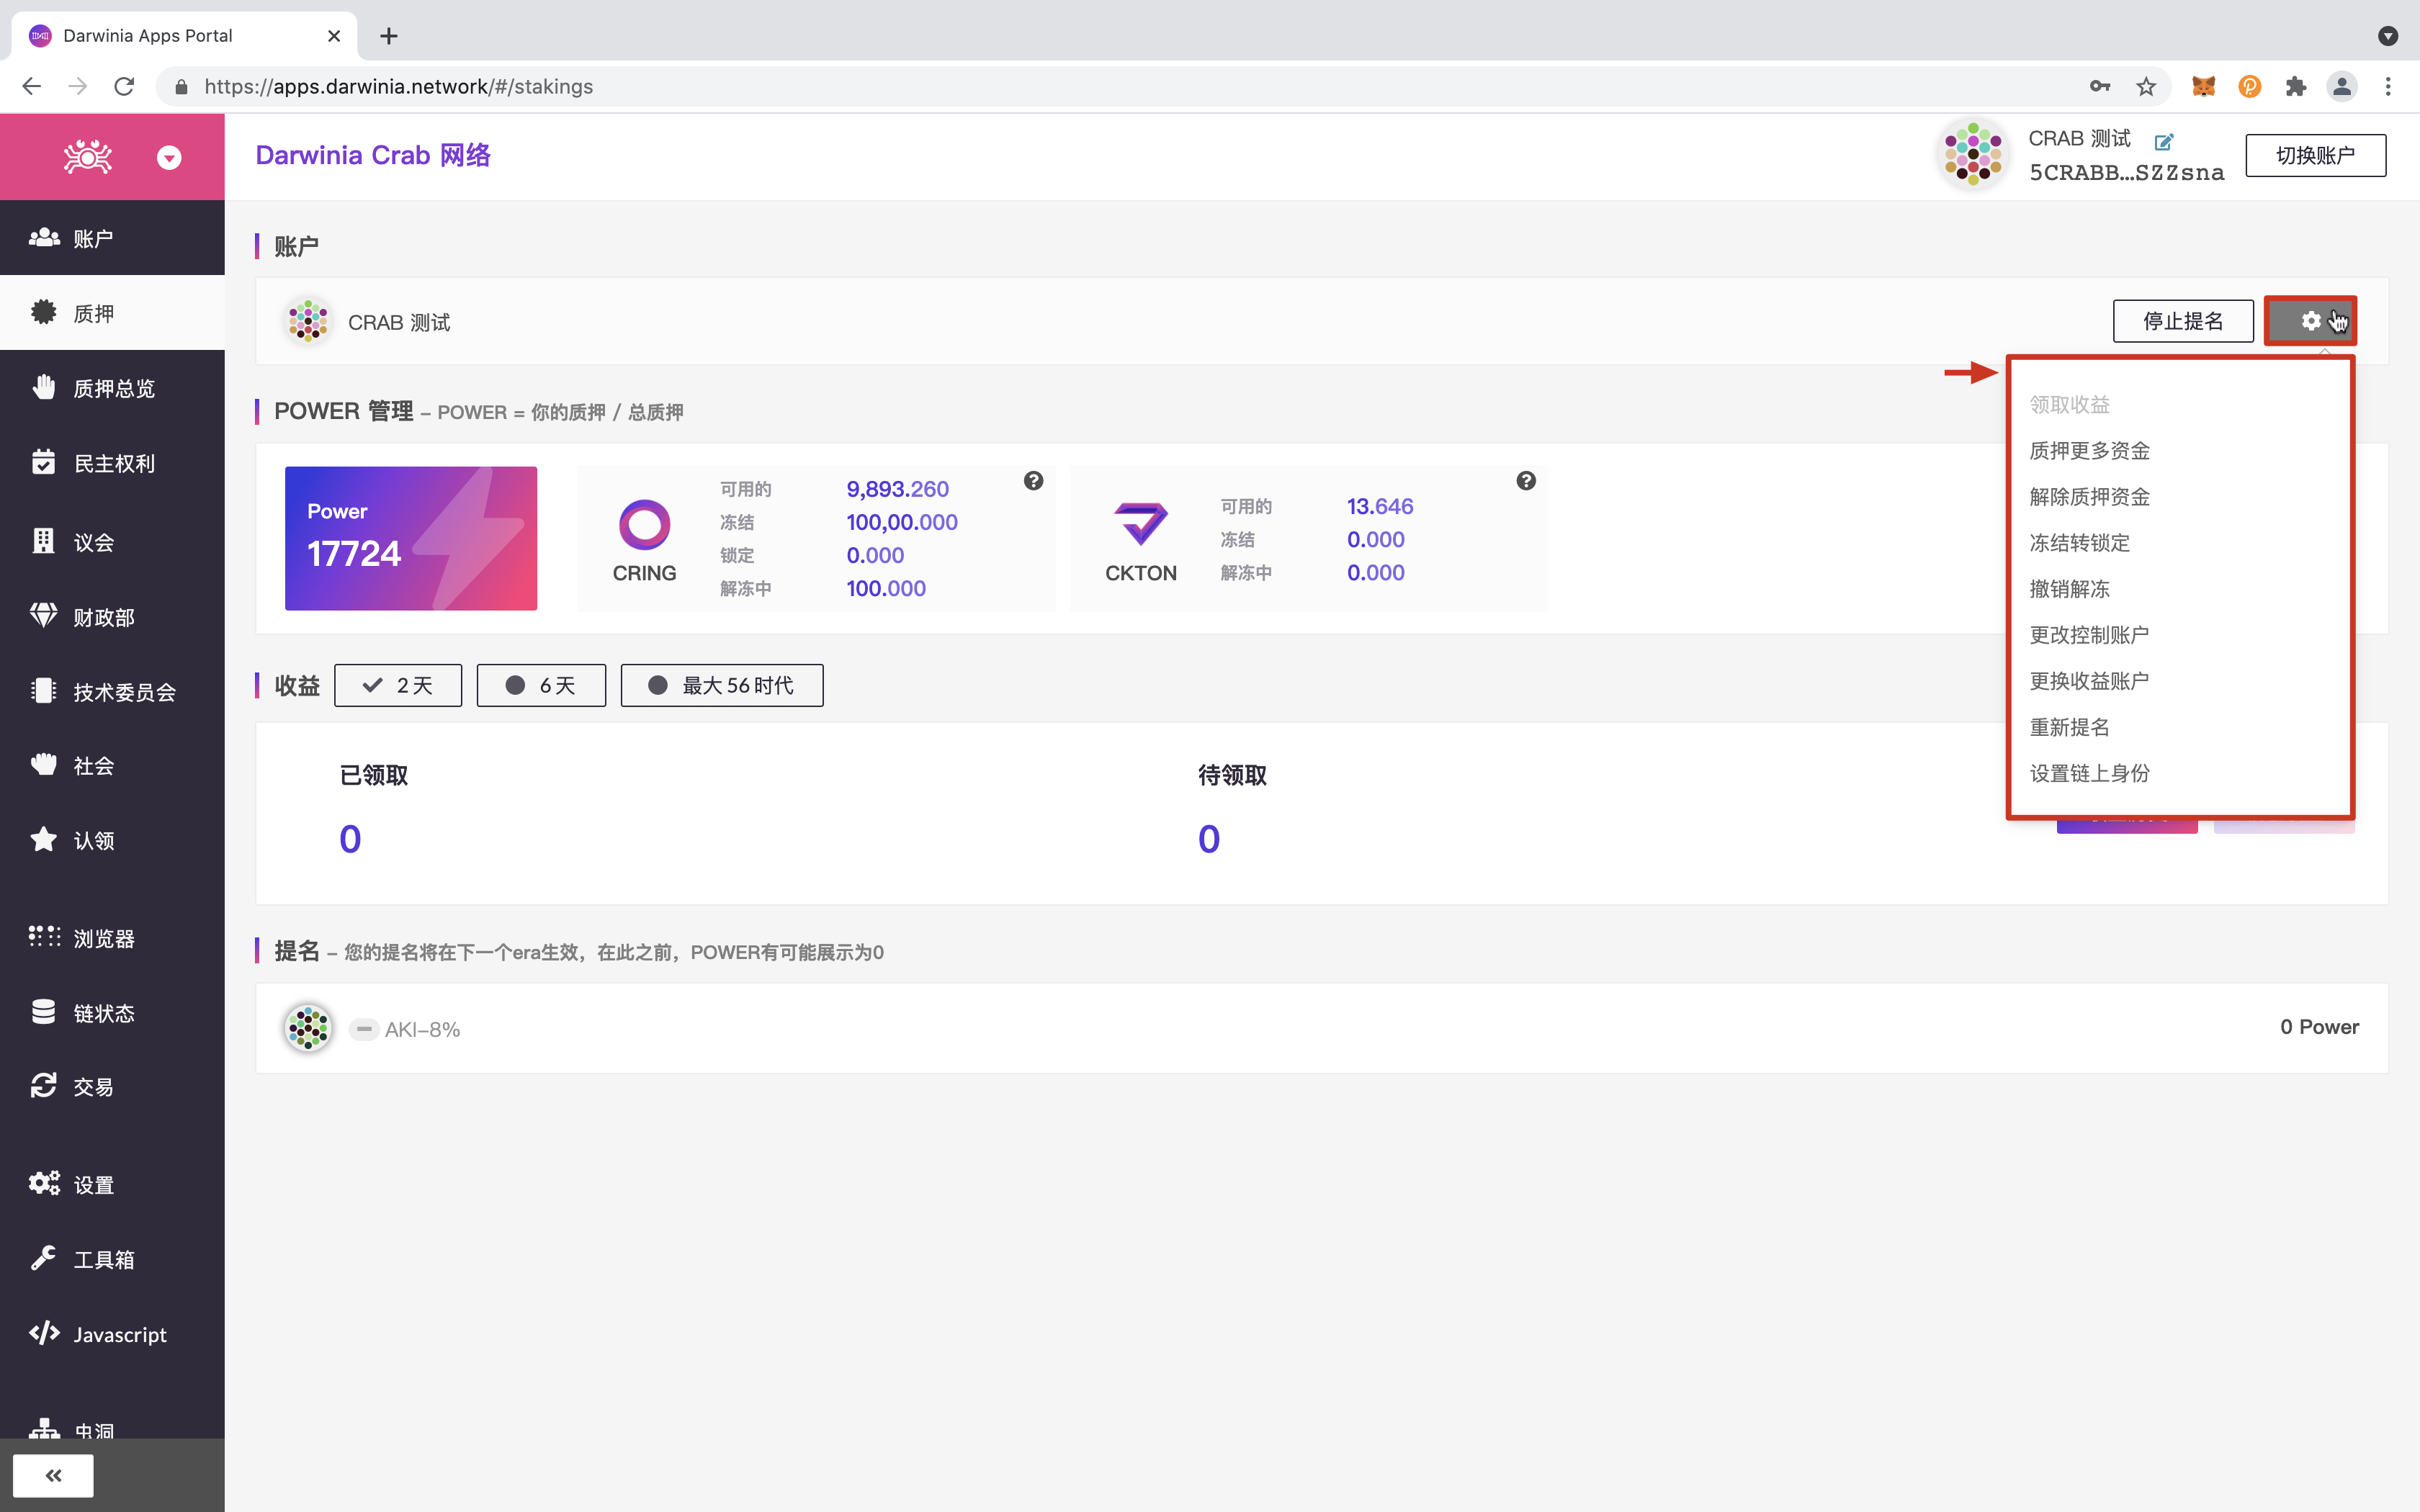 Darwinia Apps Portal
https://apps.darwinia.network/#/stakings
Darwinia Crab 网络
CRAB 测试
5CRABB...SZZsna
切换账户
账户
质押
质押总览
民主权利
议会
财政部
技术委员会
社会
认领
浏览器
链状态
交易
设置
工具箱
Javascript
虫洞
账户
CRAB 测试
停止提名
领取收益
质押更多资金
解除质押资金
冻结转锁定
撤销解冻
更改控制账户
更换收益账户
重新提名
设置链上身份
POWER 管理 – POWER = 你的质押 / 总质押
Power
17724
CRING
可用的 9,893.260
冻结 100,00.000
锁定 0.000
解冻中 100.000
CKTON
可用的 13.646
冻结 0.000
解冻中 0.000
收益
2 天
6 天
最大 56 时代
已领取
0
待领取
0
提名 – 您的提名将在下一个era生效，在此之前，POWER有可能展示为0
AKI-8%
0 Power